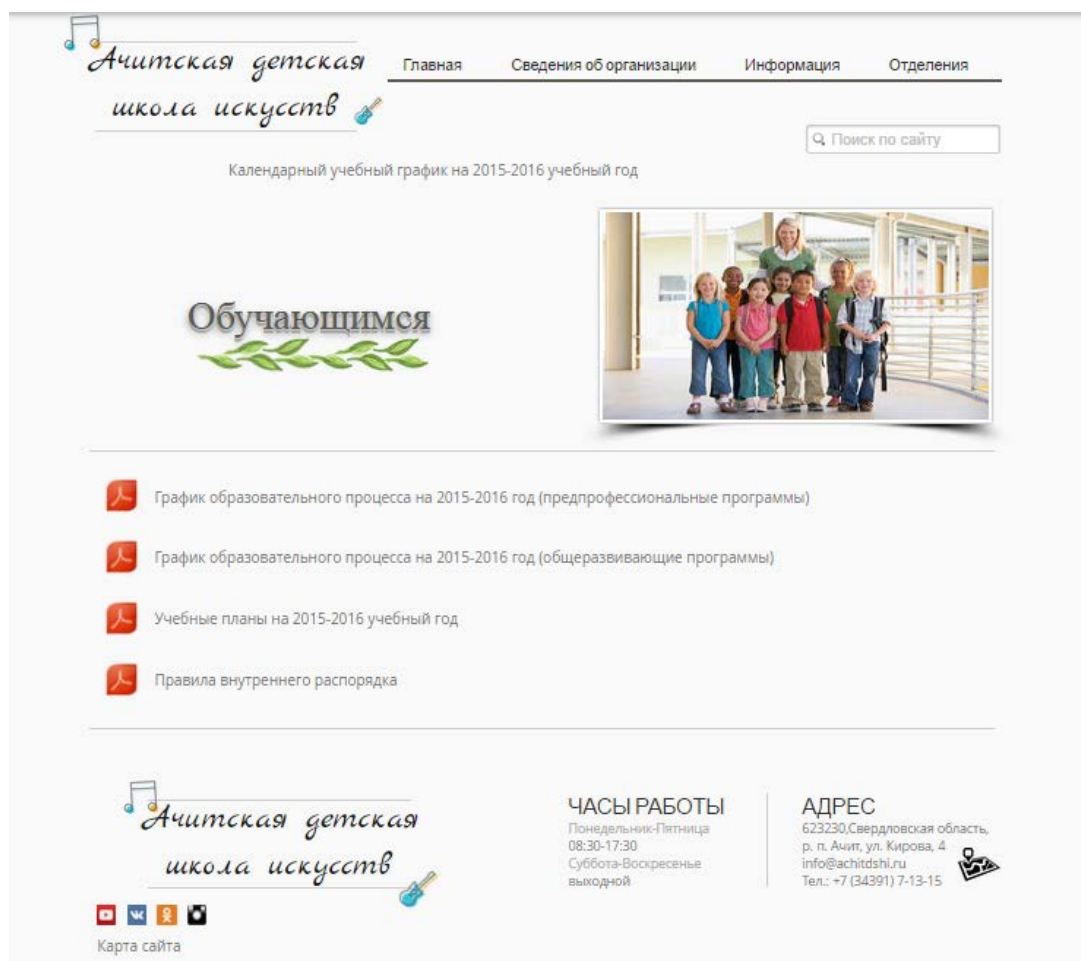 Ачитская детская
школа искусств
Главная Сведения об организации Информация Отделения
Поиск по сайту
Календарный учебный график на 2015-2016 учебный год
Обучающимся
График образовательного процесса на 2015-2016 год (предпрофессиональные программы)
График образовательного процесса на 2015-2016 год (общеразвивающие программы)
Учебные планы на 2015-2016 учебный год
Правила внутреннего распорядка
Ачитская детская
школа искусств
Карта сайта
ЧАСЫ РАБОТЫ
Понедельник-Пятница
08:30-17:30
Суббота-Воскресенье
выходной
АДРЕС
623230,Свердловская область,
р. п. Ачит, ул. Кирова, 4
info@achitdshi.ru
Тел.: +7 (34391) 7-13-15